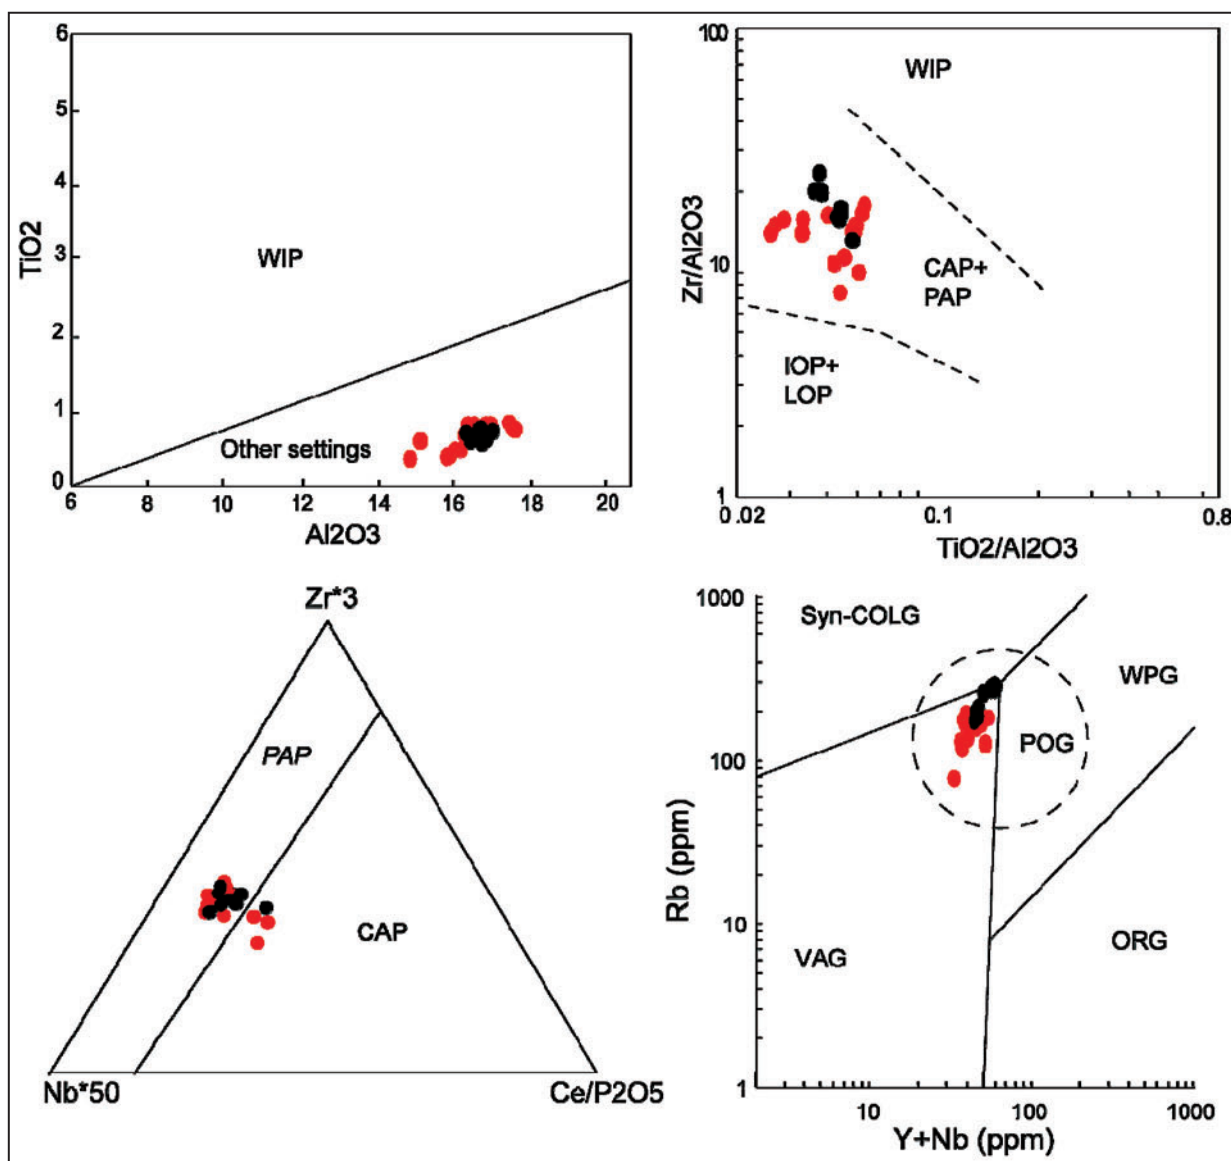 6
5
4
3
2
1
0
TiO2
WIP
Other settings
6
8
10
12
14
16
18
20
Al2O3
100
10
1
Zr/Al2O3
WIP
CAP+
PAP
IOP+
LOP
0.02
0.1
0.8
TiO2/Al2O3
Zr*3
PAP
CAP
Nb*50
Ce/P2O5
1000
100
10
1
Rb (ppm)
Syn-COLG
WPG
POG
VAG
ORG
10
100
1000
Y+Nb (ppm)